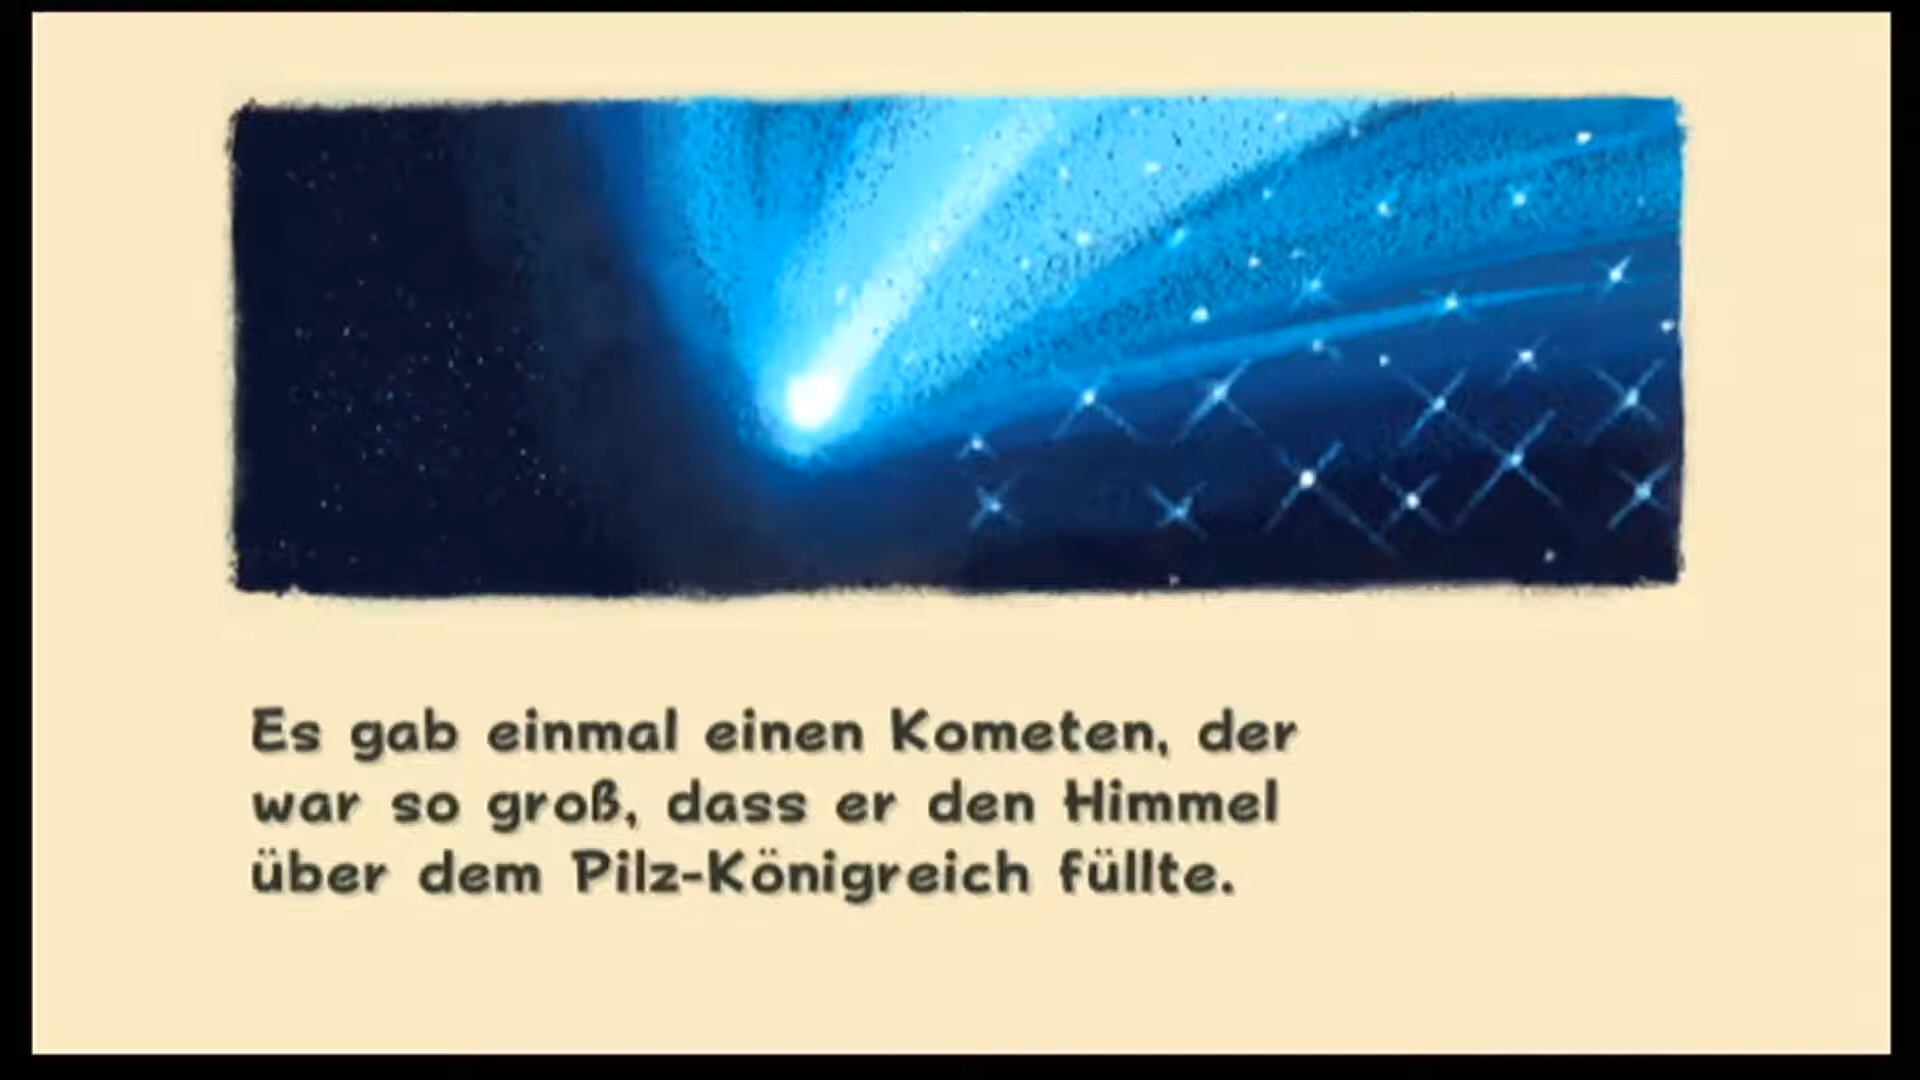 Es gab einmal einen Kometen, der
war so groß, dass er den Himmel
über dem Pilz-Königreich füllte.